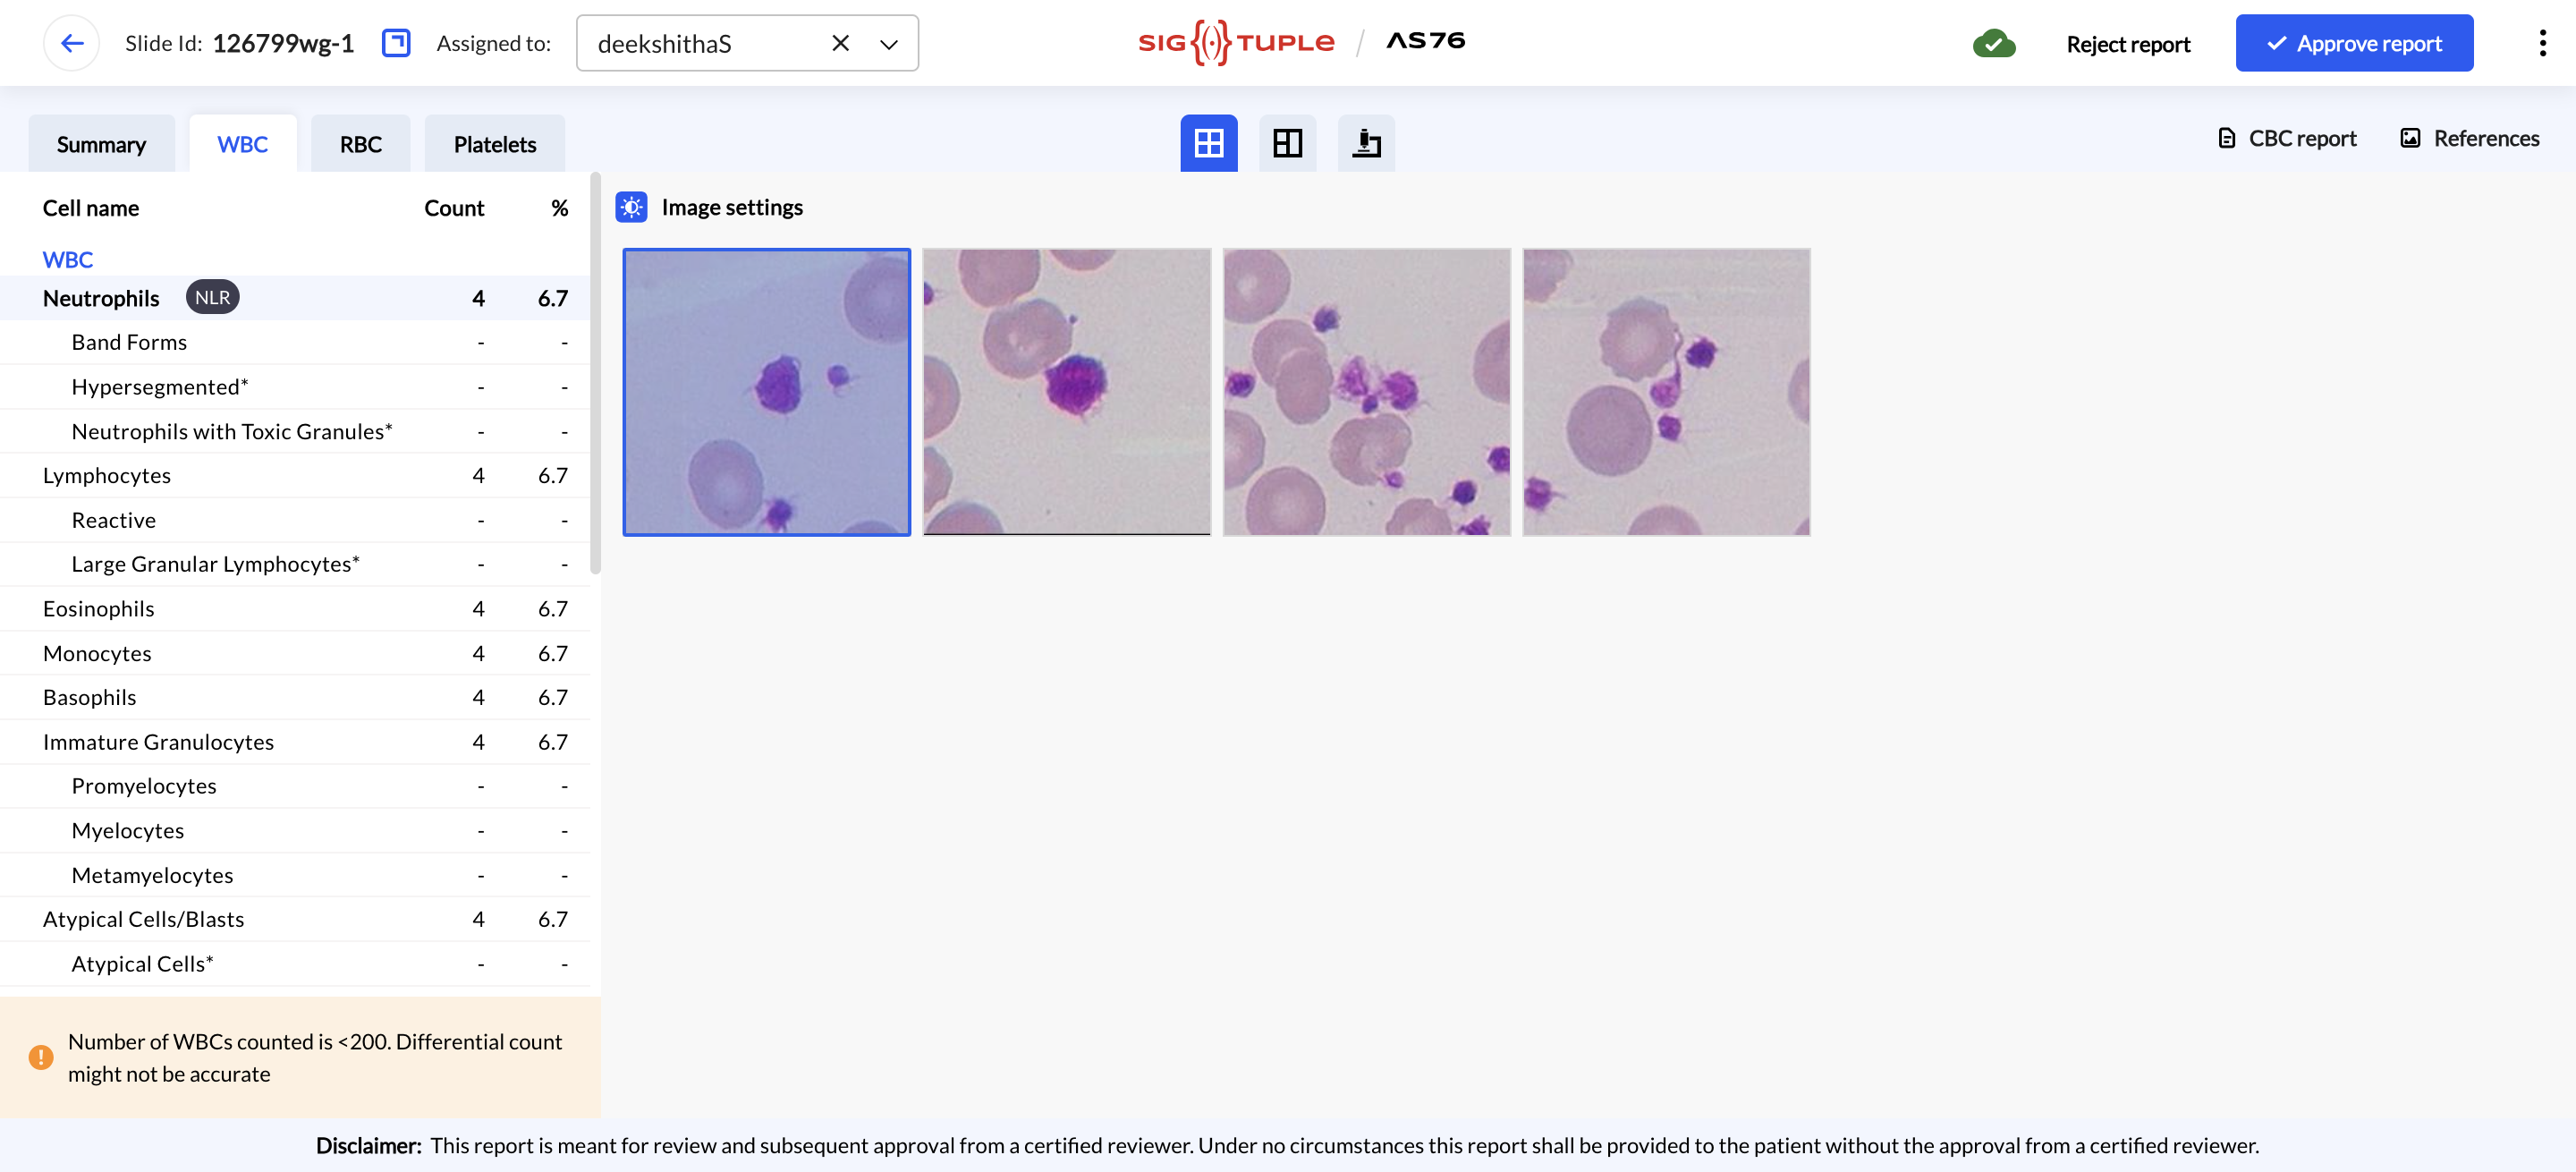 Slide Id: 126799wg-1 Assigned to: deekshithaS SIG TUPLE / AS76 Reject report Approve report
Summary WBC RBC Platelets CBC report References
Cell name Count %
Image settings
WBC
Neutrophils NLR 4 6.7
Band Forms - -
Hypersegmented* - -
Neutrophils with Toxic Granules* - -
Lymphocytes 4 6.7
Reactive - -
Large Granular Lymphocytes* - -
Eosinophils 4 6.7
Monocytes 4 6.7
Basophils 4 6.7
Immature Granulocytes 4 6.7
Promyelocytes - -
Myelocytes - -
Metamyelocytes - -
Atypical Cells/Blasts 4 6.7
Atypical Cells* - -
Number of WBCs counted is <200. Differential count
might not be accurate
Disclaimer: This report is meant for review and subsequent approval from a certified reviewer. Under no circumstances this report shall be provided to the patient without the approval from a certified reviewer.